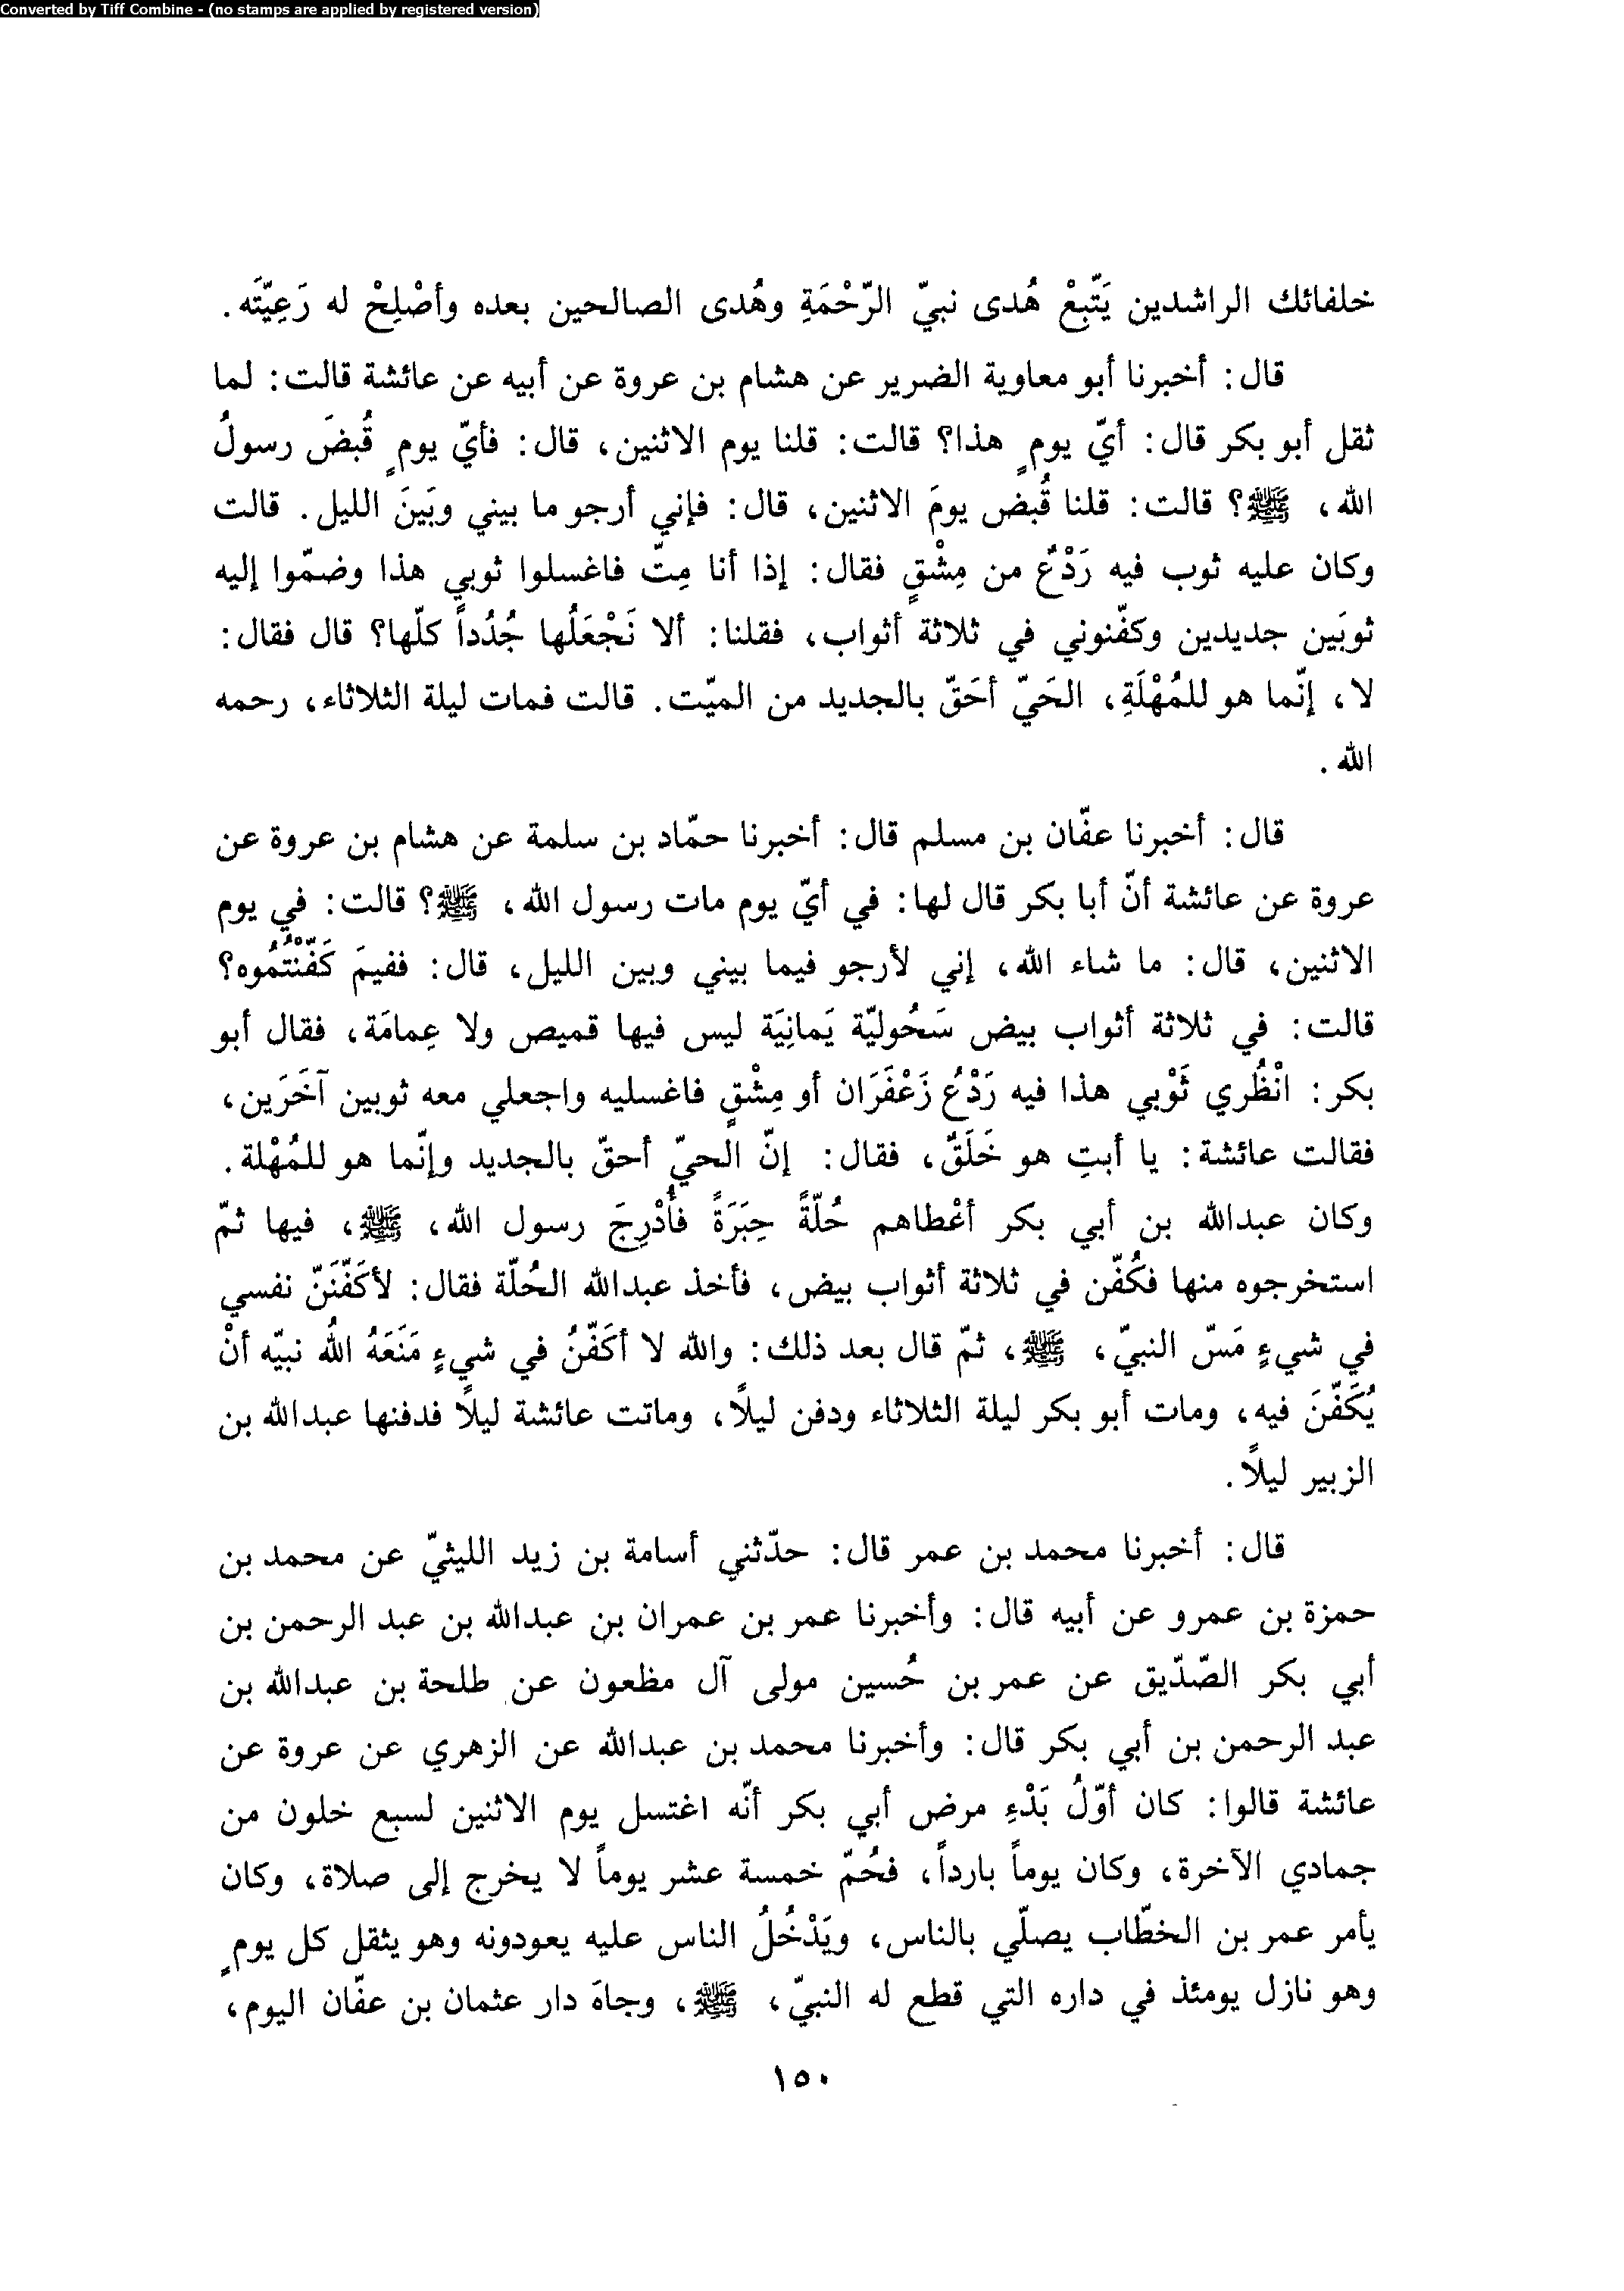 Converted by Tiff Combine - (no stamps are applied by registered version)
خلفائك الراشدين يَتّبِعْ هُدى نبيّ الرّحْمَةِ وهُدى الصالحين بعده وأصْلِحْ له رَعِيّتَه.
قال: أخبرنا أبو معاوية الضرير عن هشام بن عروة عن أبيه عن عائشة قالت: لما
ثقل أبو بكر قال: أيّ يومٍ هذا؟ قالت: قلنا يوم الاثنين، قال: فأيّ يومٍ قُبضَ رسولُ
الله، ﷺ؟ قالت: قلنا قُبض يومَ الاثنين، قال: فإني أرجو ما بيني وبَينَ الليل. قالت
وكان عليه ثوب فيه رَدْعٌ من مِشْقٍ فقال: إذا أنا مِتّ فاغسلوا ثوبي هذا وضمّوا إليه
ثوبَين جديدين وكفّنوني في ثلاثة أثواب، فقلنا: ألا نَجْعَلُها جُدُداً كلّها؟ قال فقال:
لا، إنّما هو للمُهْلَةِ، الحَيّ أحَقّ بالجديد من الميّت. قالت فمات ليلة الثلاثاء، رحمه
الله.
قال: أخبرنا عفّان بن مسلم قال: أخبرنا حمّاد بن سلمة عن هشام بن عروة عن
عروة عن عائشة أنّ أبا بكر قال لها: في أيّ يوم مات رسول الله، ﷺ؟ قالت: في يوم
الاثنين، قال: ما شاء الله، إني لأرجو فيما بيني وبين الليل، قال: ففيمَ كَفّنْتُمُوه؟
قالت: في ثلاثة أثواب بيض سَحُوليّة يَمانِيَة ليس فيها قميص ولا عِمامَة، فقال أبو
بكر: انْظُري ثَوْبي هذا فيه رَدْعُ زَعْفَرَان أو مِشْقٍ فاغسليه واجعلي معه ثوبين آخَرَين،
فقالت عائشة: يا أبتِ هو خَلَقٌ، فقال: إنّ الحيّ أحقّ بالجديد وإنّما هو للمُهْلة.
وكان عبدالله بن أبي بكر أعْطاهم حُلّةً حِبَرَةً فأُدْرِجَ رسول الله، ﷺ، فيها ثمّ
استخرجوه منها فكُفّن في ثلاثة أثواب بيض، فأخذ عبدالله الحُلّة فقال: لأكَفّنَنّ نفسي
في شيءٍ مَسّ النبيّ، ﷺ، ثمّ قال بعد ذلك: والله لا أكَفّنُ في شيءٍ مَنَعَهُ اللهُ نبيّه أنْ
يُكَفّنَ فيه، ومات أبو بكر ليلة الثلاثاء ودفن ليلاً، وماتت عائشة ليلاً فدفنها عبدالله بن
الزبير ليلاً.
قال: أخبرنا محمد بن عمر قال: حدّثني أسامة بن زيد الليثيّ عن محمد بن
حمزة بن عمرو عن أبيه قال: وأخبرنا عمر بن عمران بن عبدالله بن عبد الرحمن بن
أبي بكر الصّدّيق عن عمر بن حُسين مولى آل مظعون عن طلحة بن عبدالله بن
عبد الرحمن بن أبي بكر قال: وأخبرنا محمد بن عبدالله عن الزهري عن عروة عن
عائشة قالوا: كان أوّلُ بَدْءِ مرض أبي بكر أنّه اغتسل يوم الاثنين لسبع خلون من
جمادي الآخرة، وكان يوماً بارداً، فحُمّ خمسة عشر يوماً لا يخرج إلى صلاة، وكان
يأمر عمر بن الخطّاب يصلّي بالناس، ويَدْخُلُ الناس عليه يعودونه وهو يثقل كل يومٍ
وهو نازل يومئذ في داره التي قطع له النبيّ، ﷺ، وجاهَ دار عثمان بن عفّان اليوم،
١٥٠